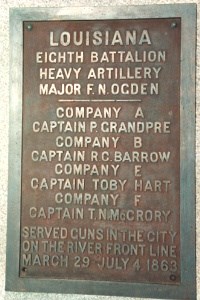 LOUISIANA
EIGHTH BATTALION
HEAVY ARTILLERY
MAJOR F. N. OGDEN
COMPANY A
CAPTAIN P. GRANDPRE
COMPANY B
CAPTAIN R. C. BARROW
COMPANY E
CAPTAIN TOBY HART
COMPANY F
CAPTAIN T. N. McCRORY
SERVED GUNS IN THE CITY
ON THE RIVER FRONT LINE
MARCH 29 JULY 4, 1863